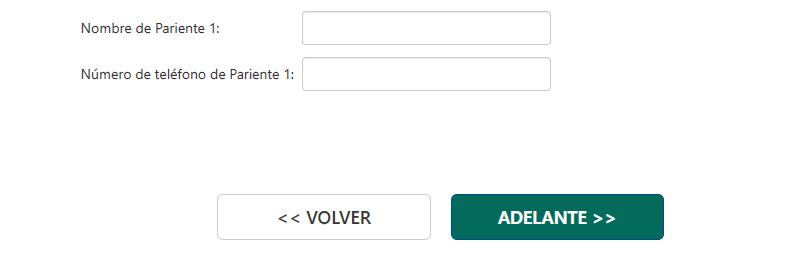 Nombre de Pariente 1:
Número de teléfono de Pariente 1:
<< VOLVER
ADELANTE >>